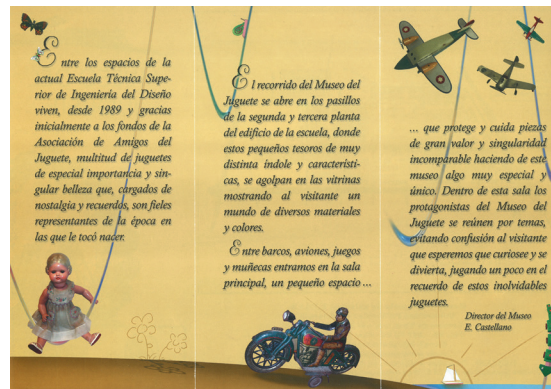 Entre los espacios de la
actual Escuela Técnica Supe-
rior de Ingeniería del Diseño
viven, desde 1989 y gracias
inicialmente a los fondos de la
Asociación de Amigos del
Juguete, multitud de juguetes
de especial importancia y sin-
gular belleza que, cargados de
nostalgia y recuerdos, son fieles
representantes de la época en
las que le tocó nacer.
El recorrido del Museo del
Juguete se abre en los pasillos
de la segunda y tercera planta
del edificio de la escuela, donde
estos pequeños tesoros de muy
distinta índole y característi-
cas, se agolpan en las vitrinas
mostrando al visitante un
mundo de diversos materiales
y colores.
Entre barcos, aviones, juegos
y muñecas entramos en la sala
principal, un pequeño espacio ...
... que protege y cuida piezas
de gran valor y singularidad
incomparable haciendo de este
museo algo muy especial y
único. Dentro de esta sala los
protagonistas del Museo del
Juguete se reúnen por temas,
evitando confusión al visitante
que esperemos que curiosee y se
divierta, jugando un poco en el
recuerdo de estos inolvidables
juguetes.
Director del Museo
E. Castellano